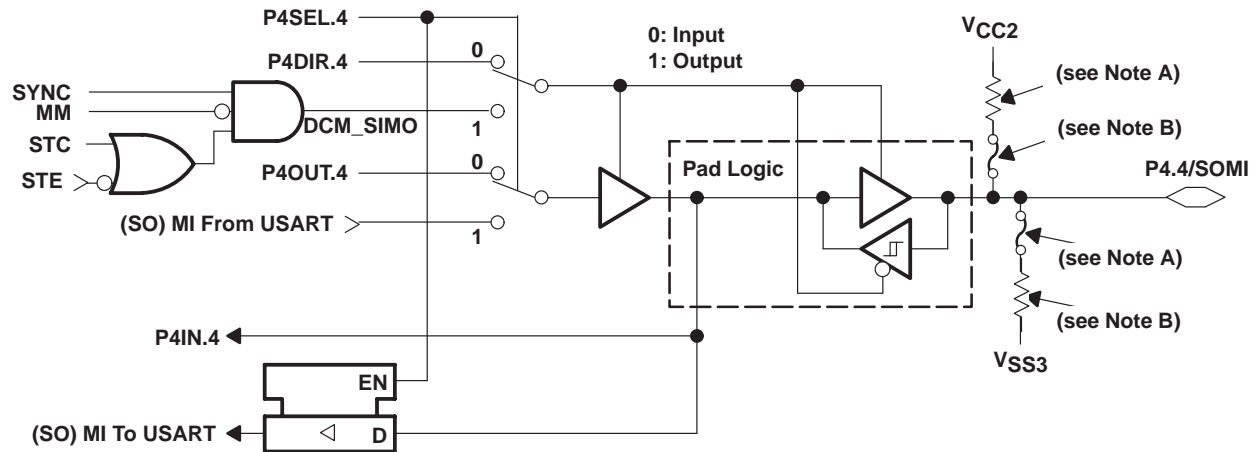 P4SEL.4
P4DIR.4
0
0: Input
1: Output
VCC2
(see Note A)
SYNC
MM
DCM_SIMO
1
STC
STE
(see Note B)
P4OUT.4
0
Pad Logic
P4.4/SOMI
(SO) MI From USART
1
(see Note A)
(see Note B)
P4IN.4
VSS3
EN
(SO) MI To USART
D